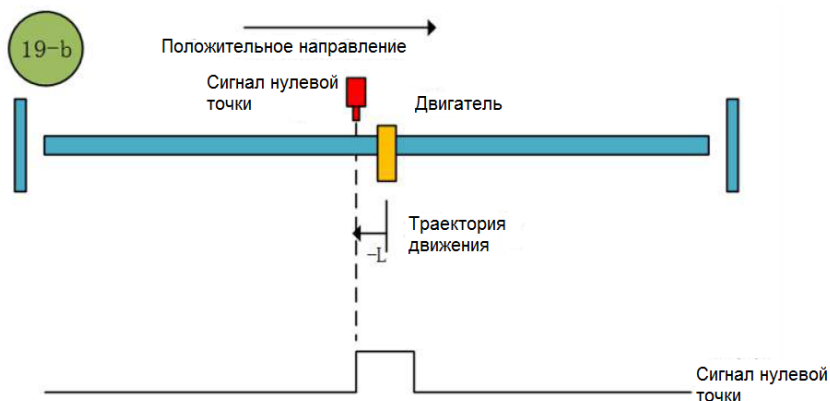 19-b
Положительное направление
Сигнал нулевой
точки
Двигатель
Траектория
движения
-L
Сигнал нулевой
точки